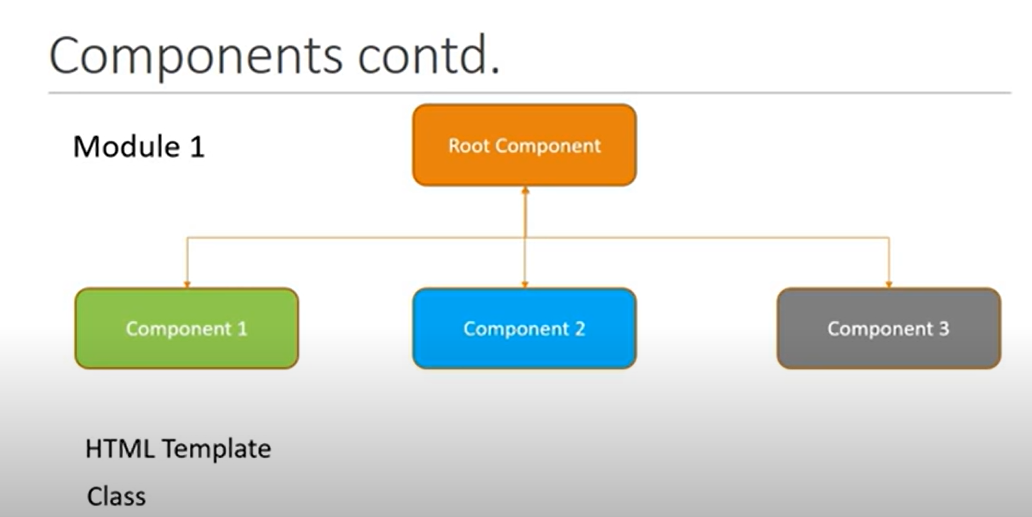 Components contd.
Module 1
Root Component
Component 1
Component 2
Component 3
HTML Template
Class